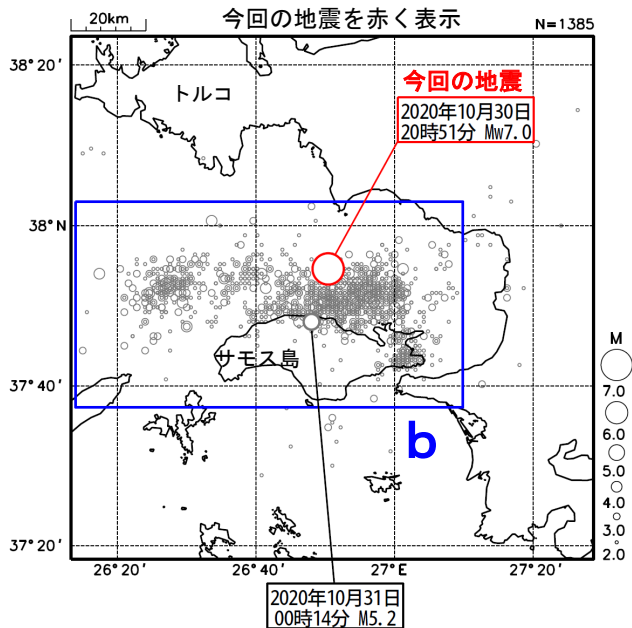 20km
今回の地震を赤く表示
N=1385
38°20′
トルコ
今回の地震
2020年10月30日
20時51分 Mw7.0
38°N
サモス島
37°40′
b
M
7.0
6.0
5.0
4.0
3.0
2.0
37°20′
26°20′
26°40′
27°E
27°20′
2020年10月31日
00時14分 M5.2